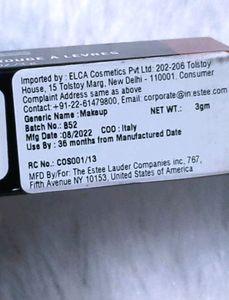 ROUGE À LÈVRES
Imported by : ELCA Cosmetics Pvt Ltd: 202-206 Tolstoy
House, 15 Tolstoy Marg, New Delhi - 110001. Consumer
Complaint Address same as above
Contact: +91-22-61479800, Email: corporate@in.estee.com
Generic Name : Makeup NET WT. : 3gm
Batch No. : B52
Mfg Date : 08/2022 COO : Italy
Use By : 36 months from Manufactured Date
RC No. : COS001/13
MFD By/For: The Estee Lauder Companies inc, 767,
Fifth Avenue NY 10153, United States